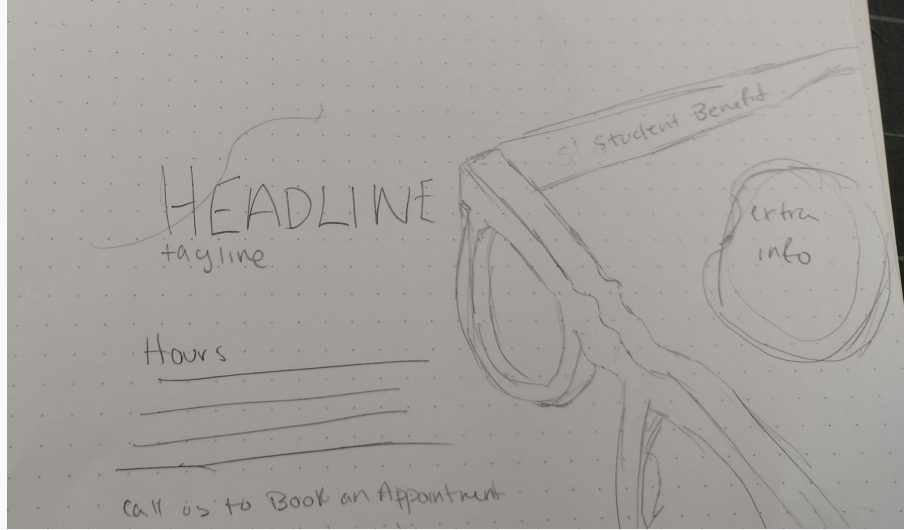 Student Benefit
HEADLINE
tagline
extra
info
Hours
Call us to Book an Appointment